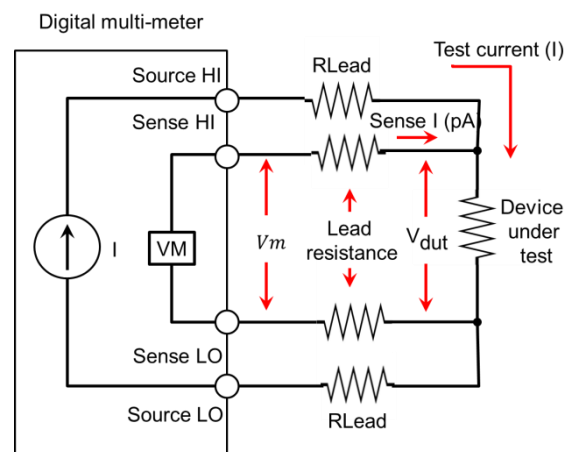 Digital multi-meter
Test current (I)
Source HI
RLead
Sense HI
Sense I (pA)
I
VM
Vm
Lead
resistance
Vdut
Device
under
test
Sense LO
Source LO
RLead